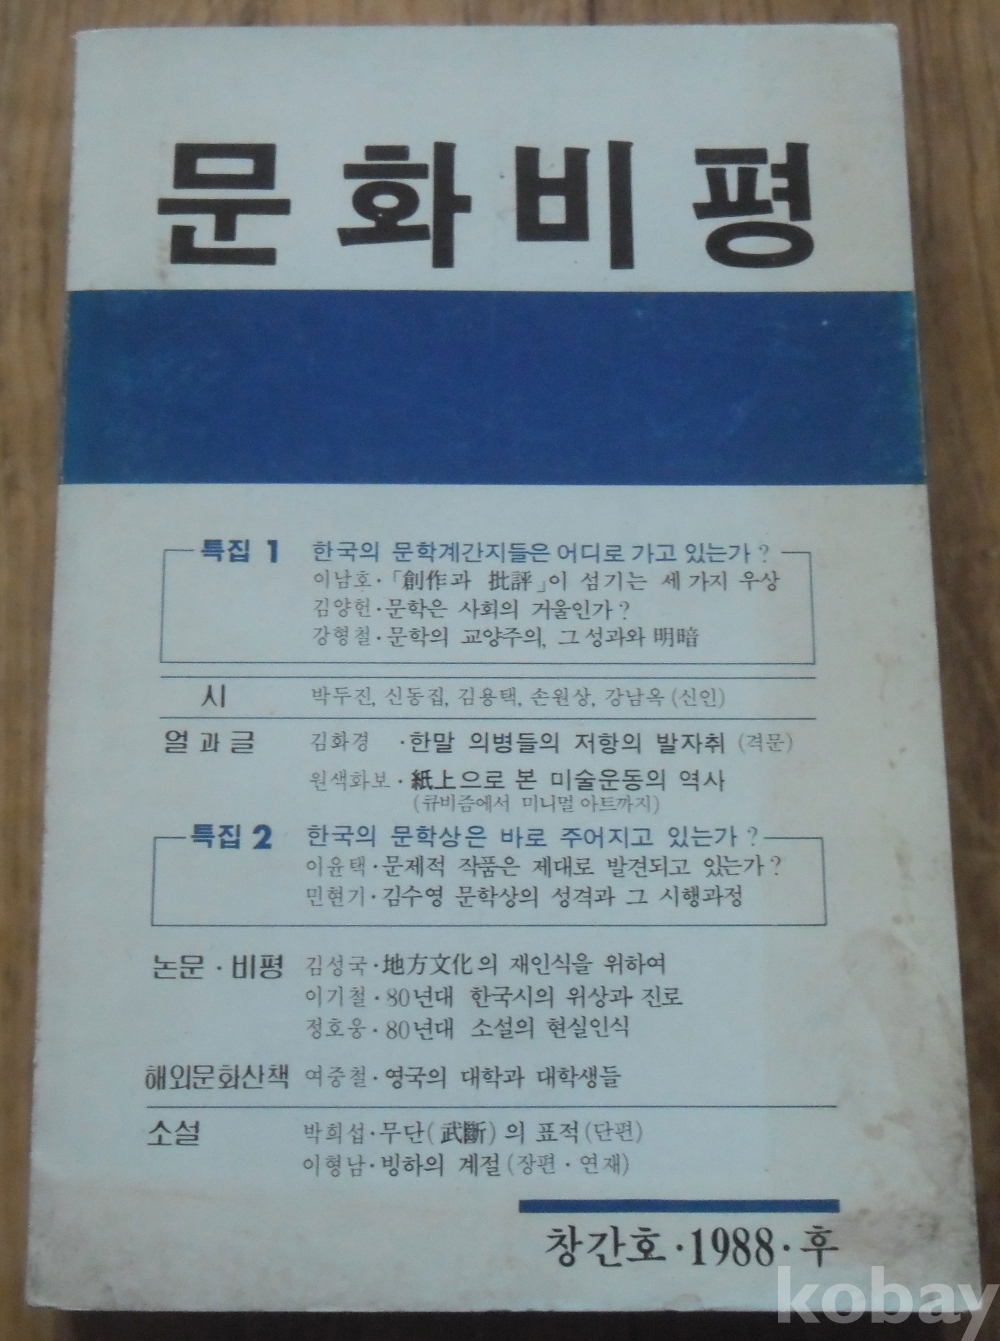 문화비평
특집 1 한국의 문학계간지들은 어디로 가고 있는가?
이남호·「創作과 批評」이 섬기는 세 가지 우상
김양헌·문학은 사회의 거울인가?
강형철·문학의 교양주의, 그 성과와 明暗
시 박두진, 신동집, 김용택, 손원상, 강남옥(신인)
얼과글 김화경 ·한말 의병들의 저항의 발자취 (격문)
원색화보·紙上으로 본 미술운동의 역사
(큐비즘에서 미니멀 아트까지)
특집 2 한국의 문학상은 바로 주어지고 있는가?
이윤택·문제적 작품은 제대로 발견되고 있는가?
민현기·김수영 문학상의 성격과 그 시행과정
논문·비평 김성국·地方文化의 재인식을 위하여
이기철·80년대 한국시의 위상과 진로
정호웅·80년대 소설의 현실인식
해외문화산책 여중철·영국의 대학과 대학생들
소설 박희섭·무단(武斷)의 표적(단편)
이형남·빙하의 계절(장편·연재)
창간호·1988·후
kobay